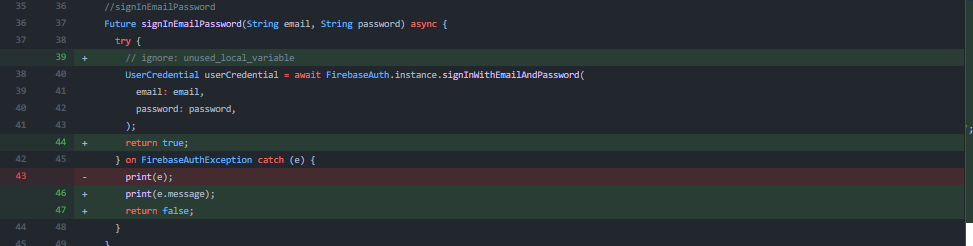 35 36 //signInEmailPassword
36 37 Future signInEmailPassword(String email, String password) async {
37 38 try {
39 + // ignore: unused_local_variable
38 40 UserCredential userCredential = await FirebaseAuth.instance.signInWithEmailAndPassword(
39 41 email: email,
40 42 password: password,
41 43 );
44 + return true;
42 45 } on FirebaseAuthException catch (e) {
43 - print(e);
46 + print(e.message);
47 + return false;
44 48 }
45 49 }